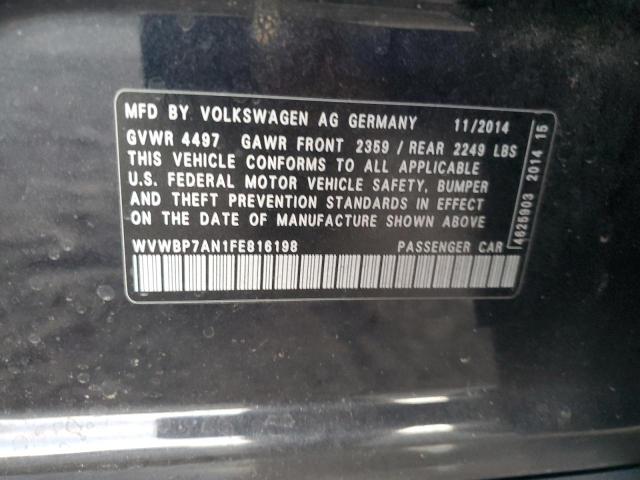 MFD BY VOLKSWAGEN AG GERMANY 11/2014
GVWR 4497 GAWR FRONT 2359 / REAR 2249 LBS
THIS VEHICLE CONFORMS TO ALL APPLICABLE
U.S. FEDERAL MOTOR VEHICLE SAFETY, BUMPER
AND THEFT PREVENTION STANDARDS IN EFFECT
ON THE DATE OF MANUFACTURE SHOWN ABOVE
WVWBP7AN1FE816198 PASSENGER CAR
4625903 2014 15